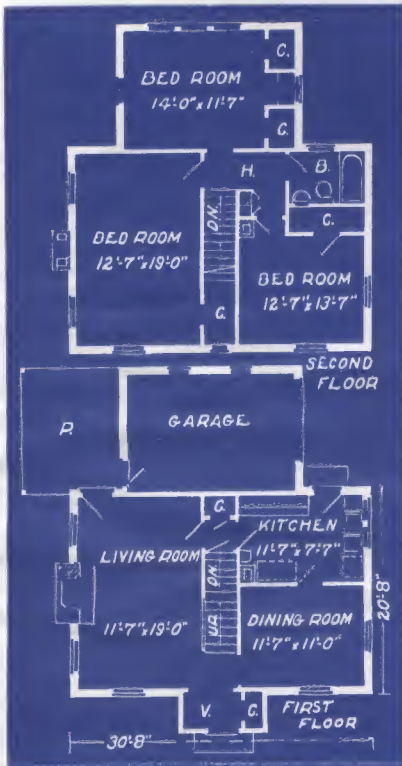 C.
BED ROOM
14'-0" x 11'-7"
C.
H.
B.
DN.
C.
BED ROOM
12'-7" x 19'-0"
BED ROOM
12'-7" x 13'-7"
C.
SECOND
FLOOR
P.
GARAGE
C.
KITCHEN
11'-7" x 7'-7"
LIVING ROOM
DN.
UP.
11'-7" x 19'-0"
DINING ROOM
11'-7" x 11'-0"
20'-8"
V.
C.
FIRST
FLOOR
30'-8"